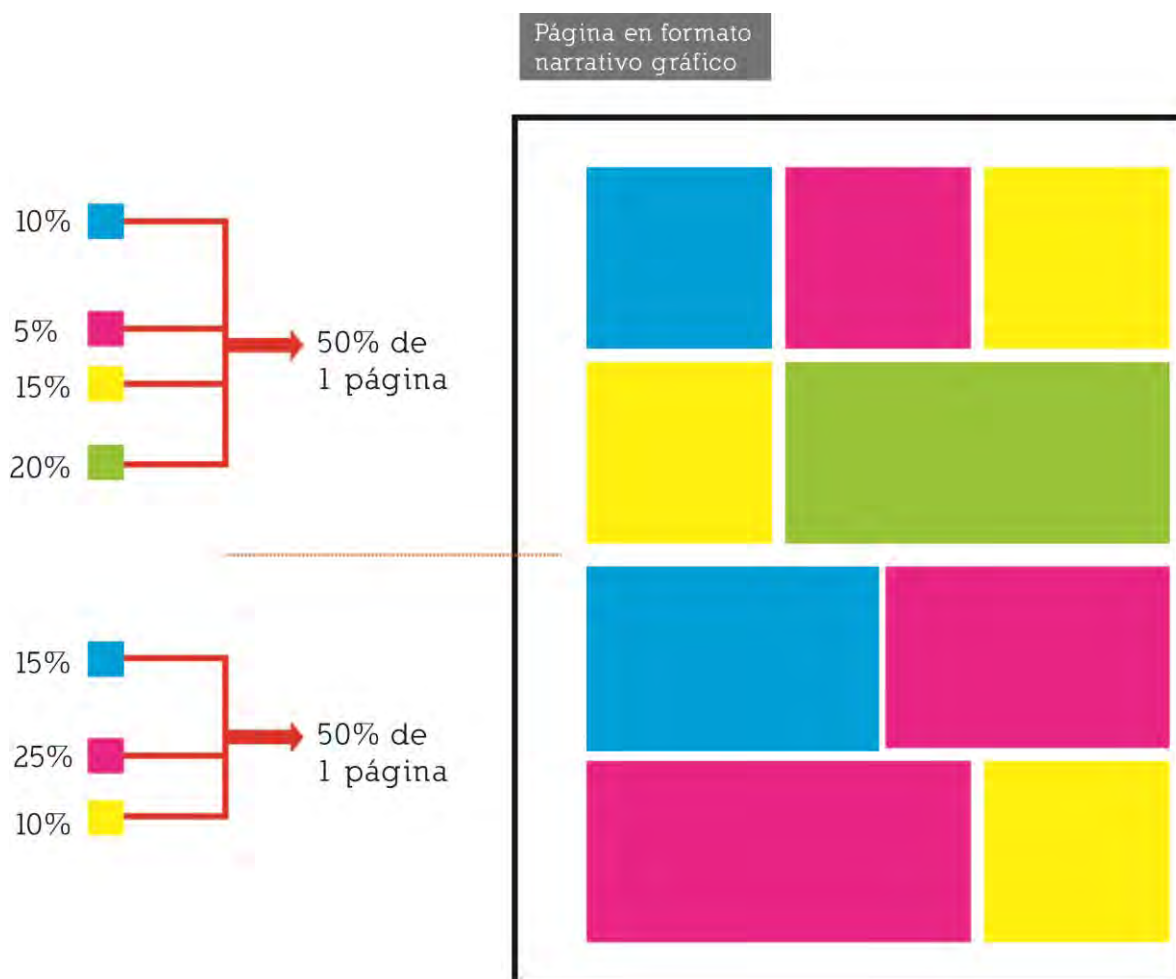 Página en formato
narrativo gráfico
10%
5%
15%
20%
50% de
1 página
15%
25%
10%
50% de
1 página